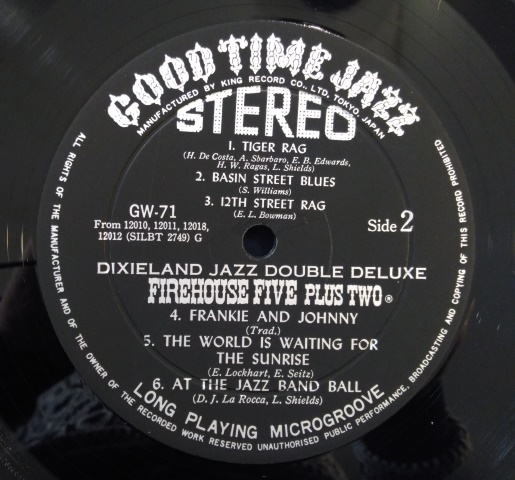 GOOD TIME JAZZ
MANUFACTURED BY KING RECORD CO., LTD, TOKYO, JAPAN
STEREO
1. TIGER RAG
(H. De Costa, A. Sbarbaro, E. B. Edwards,
H. W. Ragas, L. Shields)
2. BASIN STREET BLUES
(S. Williams)
3. 12TH STREET RAG
(E. L. Bowman)
GW-71
From 12010, 12011, 12018,
12012 (SILBT 2749) G
Side 2
DIXIELAND JAZZ DOUBLE DELUXE
FIREHOUSE FIVE PLUS TWO®
4. FRANKIE AND JOHNNY
(Trad.)
5. THE WORLD IS WAITING FOR
THE SUNRISE
(E. Lockhart, E. Seitz)
6. AT THE JAZZ BAND BALL
(D. J. La Rocca, L. Shields)
LONG PLAYING MICROGROOVE
ALL RIGHTS OF THE MANUFACTURER AND OF THE OWNER OF THE RECORDED WORK RESERVED UNAUTHORISED PUBLIC PERFORMANCE, BROADCASTING AND COPYING OF THIS RECORD PROHIBITED